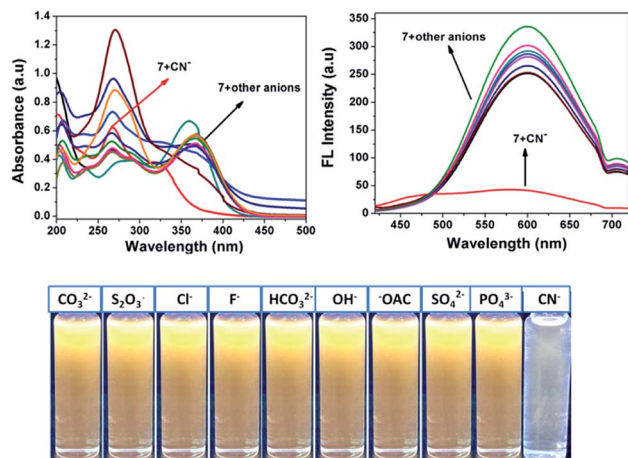 1.4
1.2
1.0
0.8
0.6
0.4
0.2
0.0
Absorbance (a.u)
7+CN⁻
7+other anions
200 250 300 350 400 450 500
Wavelength (nm)
350
300
250
200
150
100
50
0
FL Intensity (a.u)
7+other anions
7+CN⁻
450 500 550 600 650 700
Wavelength (nm)
CO₃²⁻ S₂O₃⁻ Cl⁻ F⁻ HCO₃²⁻ OH⁻ ⁻OAC SO₄²⁻ PO₄³⁻ CN⁻